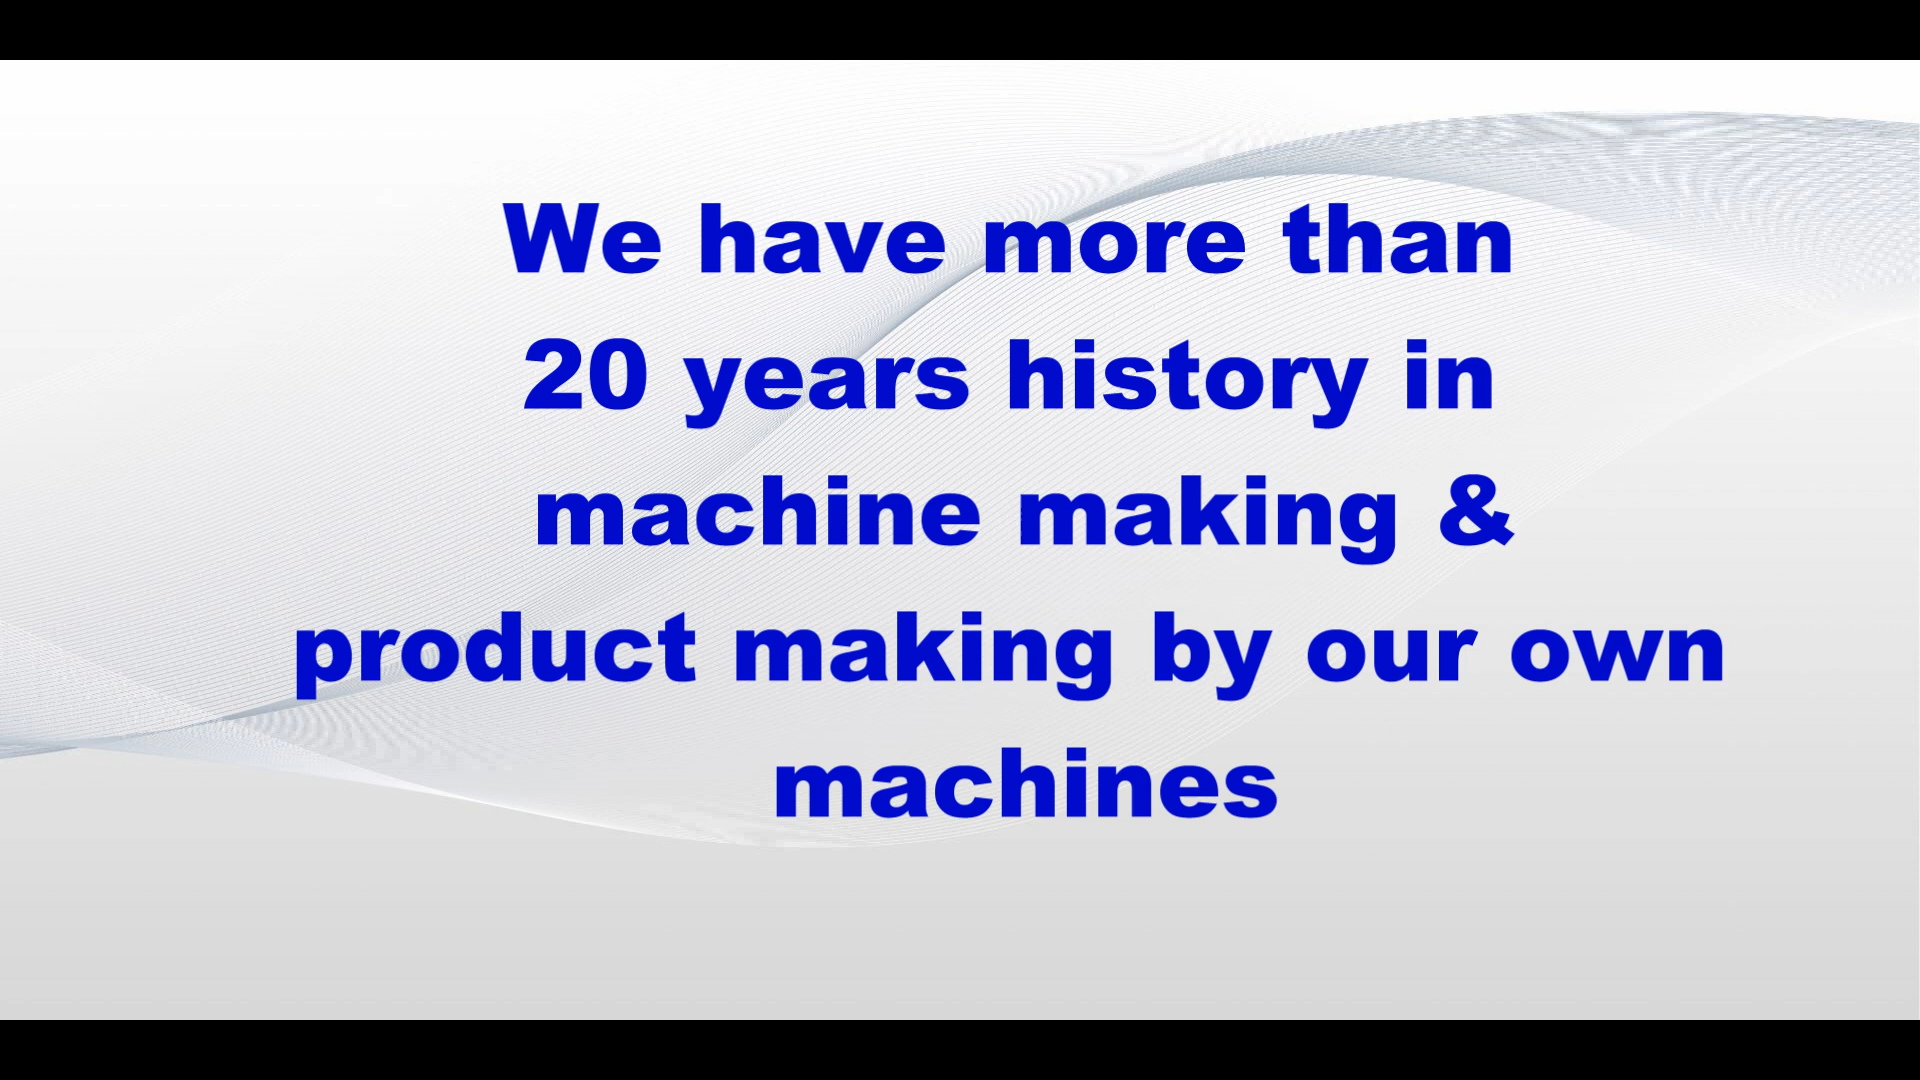 We have more than
20 years history in
machine making &
product making by our own
machines